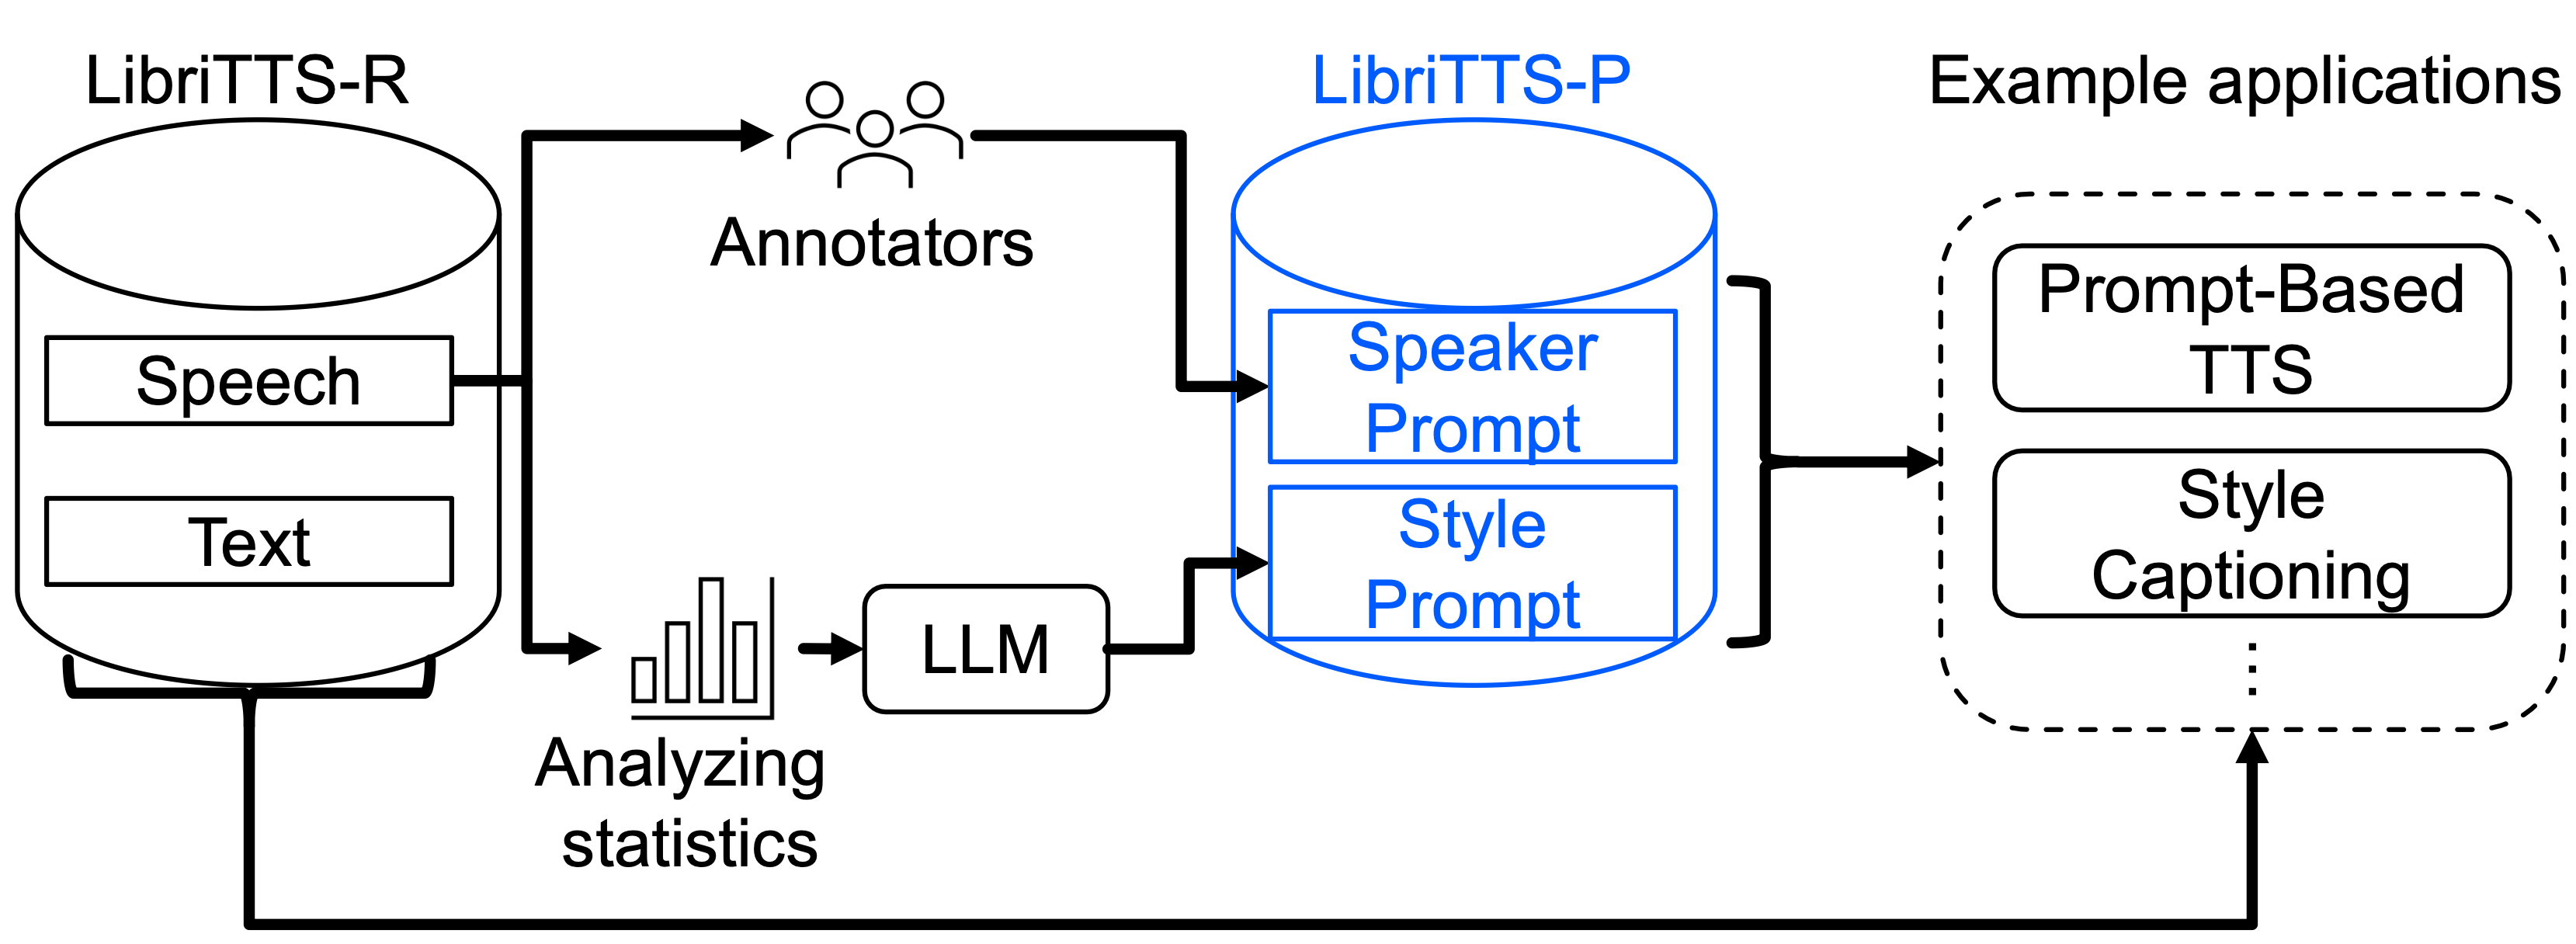 LibriTTS-R
Speech
Text
Annotators
Analyzing
statistics
LLM
LibriTTS-P
Speaker
Prompt
Style
Prompt
Example applications
Prompt-Based
TTS
Style
Captioning
⋮